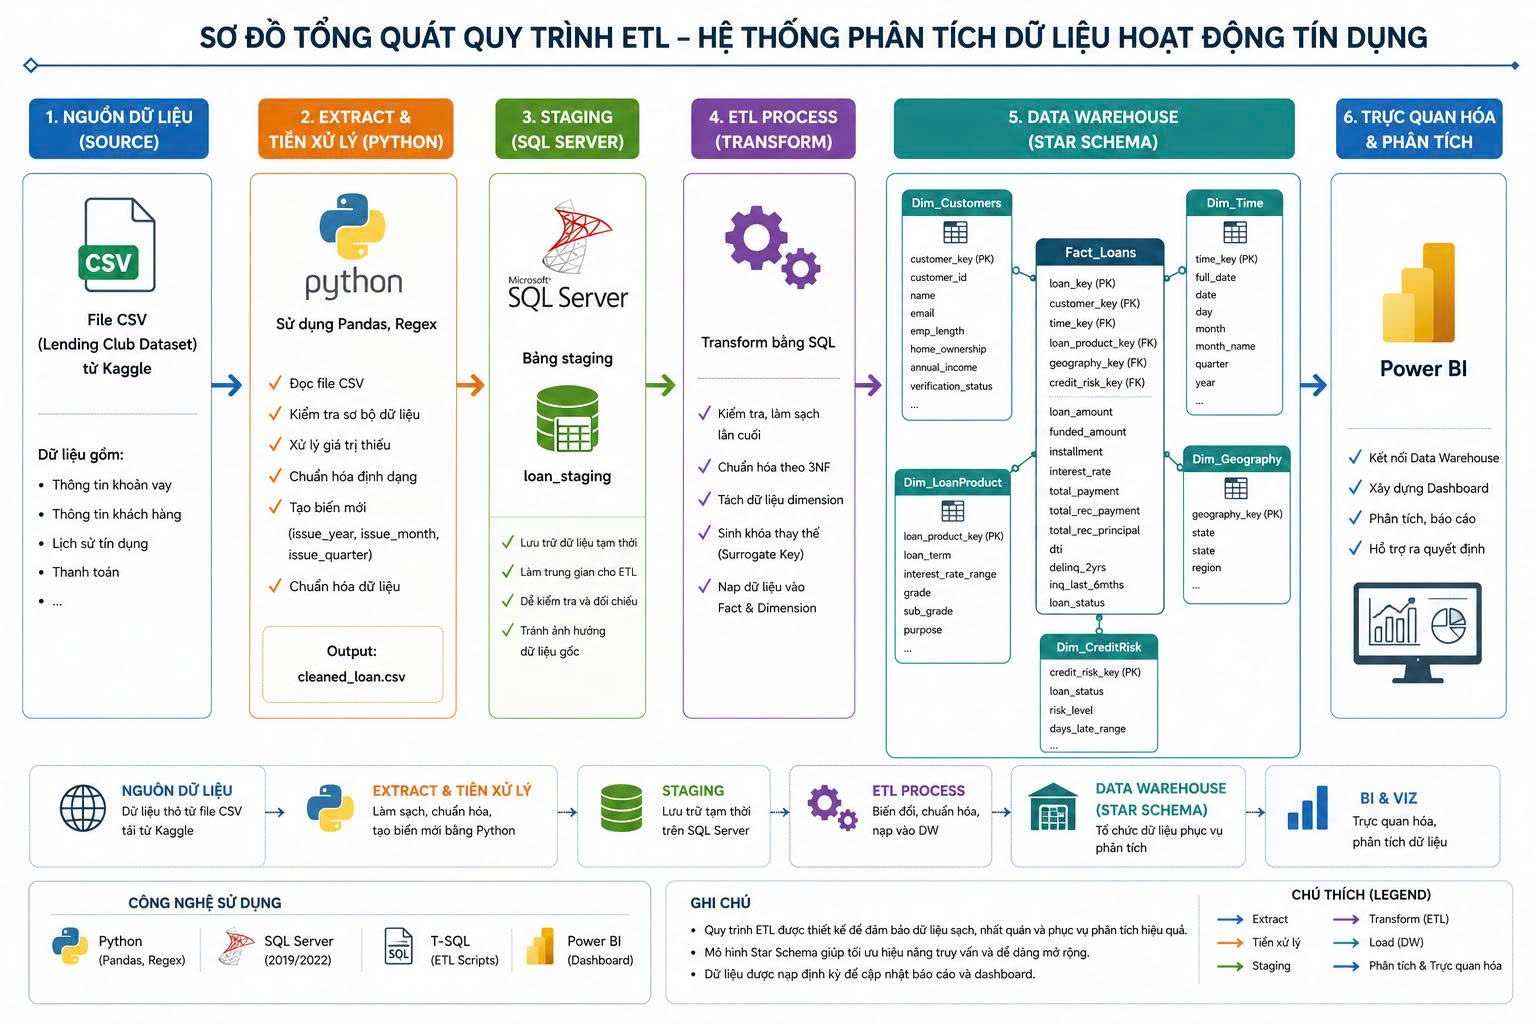 SƠ ĐỒ TỔNG QUÁT QUY TRÌNH ETL – HỆ THỐNG PHÂN TÍCH DỮ LIỆU HOẠT ĐỘNG TÍN DỤNG
1. NGUỒN DỮ LIỆU
(SOURCE)
CSV
File CSV
(Lending Club Dataset)
từ Kaggle
Dữ liệu gồm:
• Thông tin khoản vay
• Thông tin khách hàng
• Lịch sử tín dụng
• Thanh toán
• ...
2. EXTRACT &
TIỀN XỬ LÝ (PYTHON)
python
Sử dụng Pandas, Regex
✓ Đọc file CSV
✓ Kiểm tra sơ bộ dữ liệu
✓ Xử lý giá trị thiếu
✓ Chuẩn hóa định dạng
✓ Tạo biến mới
(issue_year, issue_month,
issue_quarter)
✓ Chuẩn hóa dữ liệu
Output:
cleaned_loan.csv
3. STAGING
(SQL SERVER)
Microsoft®
SQL Server
Bảng staging
loan_staging
✓ Lưu trữ dữ liệu tạm thời
✓ Làm trung gian cho ETL
✓ Dễ kiểm tra và đối chiếu
✓ Tránh ảnh hưởng
dữ liệu gốc
4. ETL PROCESS
(TRANSFORM)
Transform bằng SQL
✓ Kiểm tra, làm sạch
lần cuối
✓ Chuẩn hóa theo 3NF
✓ Tách dữ liệu dimension
✓ Sinh khóa thay thế
(Surrogate Key)
✓ Nạp dữ liệu vào
Fact & Dimension
5. DATA WAREHOUSE
(STAR SCHEMA)
Dim_Customers
customer_key (PK)
customer_id
name
email
emp_length
home_ownership
annual_income
verification_status
...
Dim_LoanProduct
loan_product_key (PK)
loan_term
interest_rate_range
grade
sub_grade
purpose
...
Fact_Loans
loan_key (PK)
customer_key (FK)
time_key (FK)
loan_product_key (FK)
geography_key (FK)
credit_risk_key (FK)
loan_amount
funded_amount
installment
interest_rate
total_payment
total_rec_payment
total_rec_principal
dti
delinq_2yrs
inq_last_6mths
loan_status
Dim_CreditRisk
credit_risk_key (PK)
loan_status
risk_level
days_late_range
...
Dim_Time
time_key (PK)
full_date
date
day
month
month_name
quarter
year
...
Dim_Geography
geography_key (PK)
state
state
region
...
6. TRỰC QUAN HÓA
& PHÂN TÍCH
Power BI
✓ Kết nối Data Warehouse
✓ Xây dựng Dashboard
✓ Phân tích, báo cáo
✓ Hỗ trợ ra quyết định
NGUỒN DỮ LIỆU
Dữ liệu thô từ file CSV
tải từ Kaggle
EXTRACT & TIỀN XỬ LÝ
Làm sạch, chuẩn hóa,
tạo biến mới bằng Python
STAGING
Lưu trữ tạm thời
trên SQL Server
ETL PROCESS
Biến đổi, chuẩn hóa,
nạp vào DW
DATA WAREHOUSE
(STAR SCHEMA)
Tổ chức dữ liệu phục vụ
phân tích
BI & VIZ
Trực quan hóa,
phân tích dữ liệu
CÔNG NGHỆ SỬ DỤNG
Python
(Pandas, Regex)
SQL Server
(2019/2022)
SQL
T-SQL
(ETL Scripts)
Power BI
(Dashboard)
GHI CHÚ
• Quy trình ETL được thiết kế để đảm bảo dữ liệu sạch, nhất quán và phục vụ phân tích hiệu quả.
• Mô hình Star Schema giúp tối ưu hiệu năng truy vấn và dễ dàng mở rộng.
• Dữ liệu được nạp định kỳ để cập nhật báo cáo và dashboard.
CHÚ THÍCH (LEGEND)
Extract
Tiền xử lý
Staging
Transform (ETL)
Load (DW)
Phân tích & Trực quan hóa